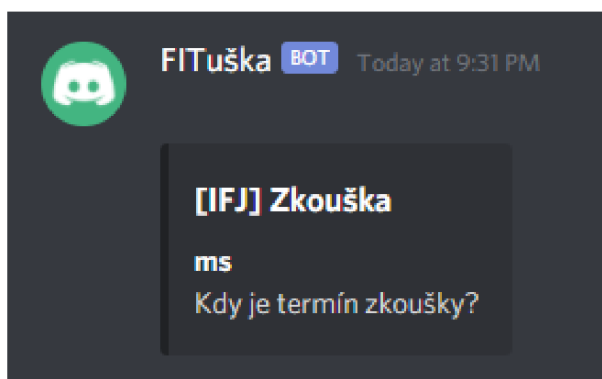 FITuška BOT Today at 9:31 PM
[IFJ] Zkouška
ms
Kdy je termín zkoušky?